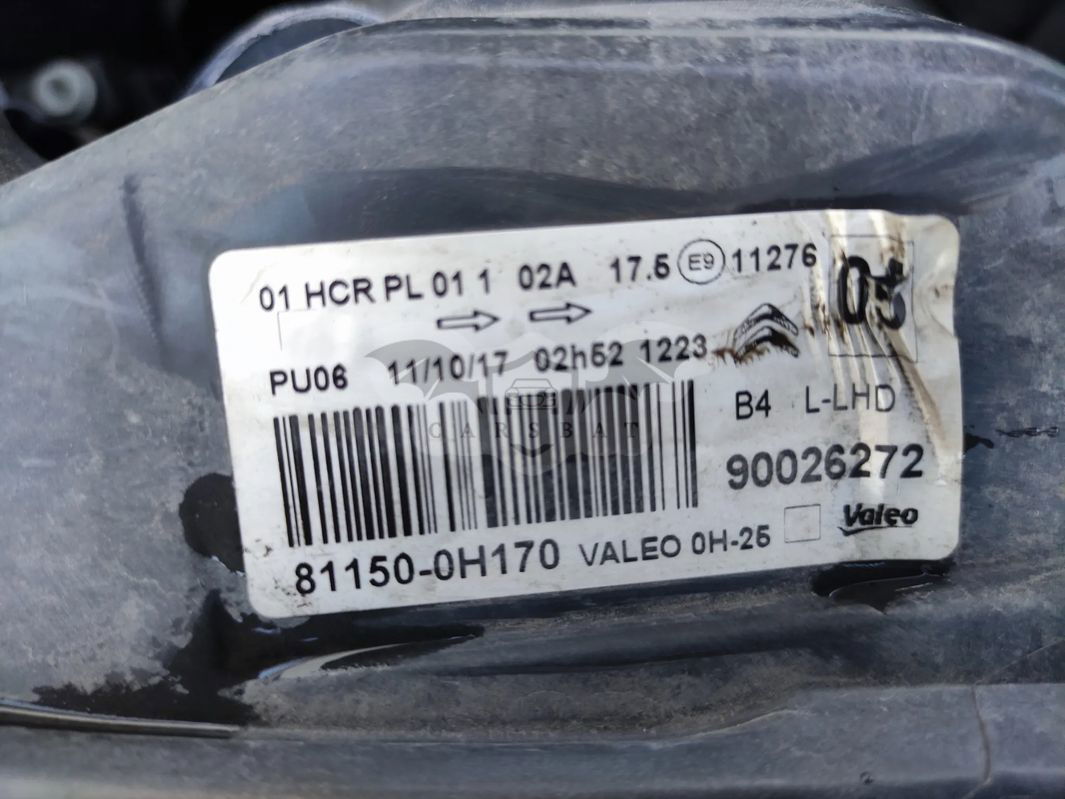 01 HCR PL 01 1 02A 17.5 E9 11276
05
PU06 11/10/17 02h52 1223
B4 L-LHD
CARSBAT
90026272
81150-0H170 VALEO 0H-25
Valeo